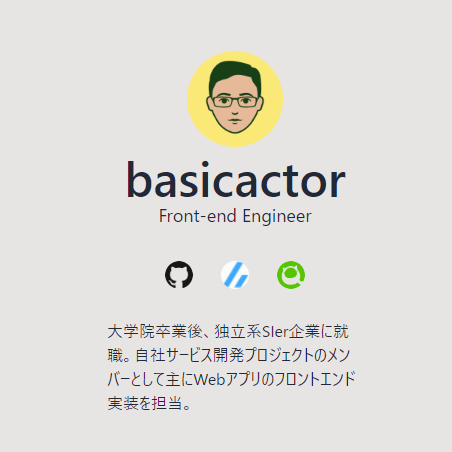 basicactor
Front-end Engineer
大学院卒業後、独立系SIer企業に就
職。自社サービス開発プロジェクトのメン
バーとして主にWebアプリのフロントエンド
実装を担当。